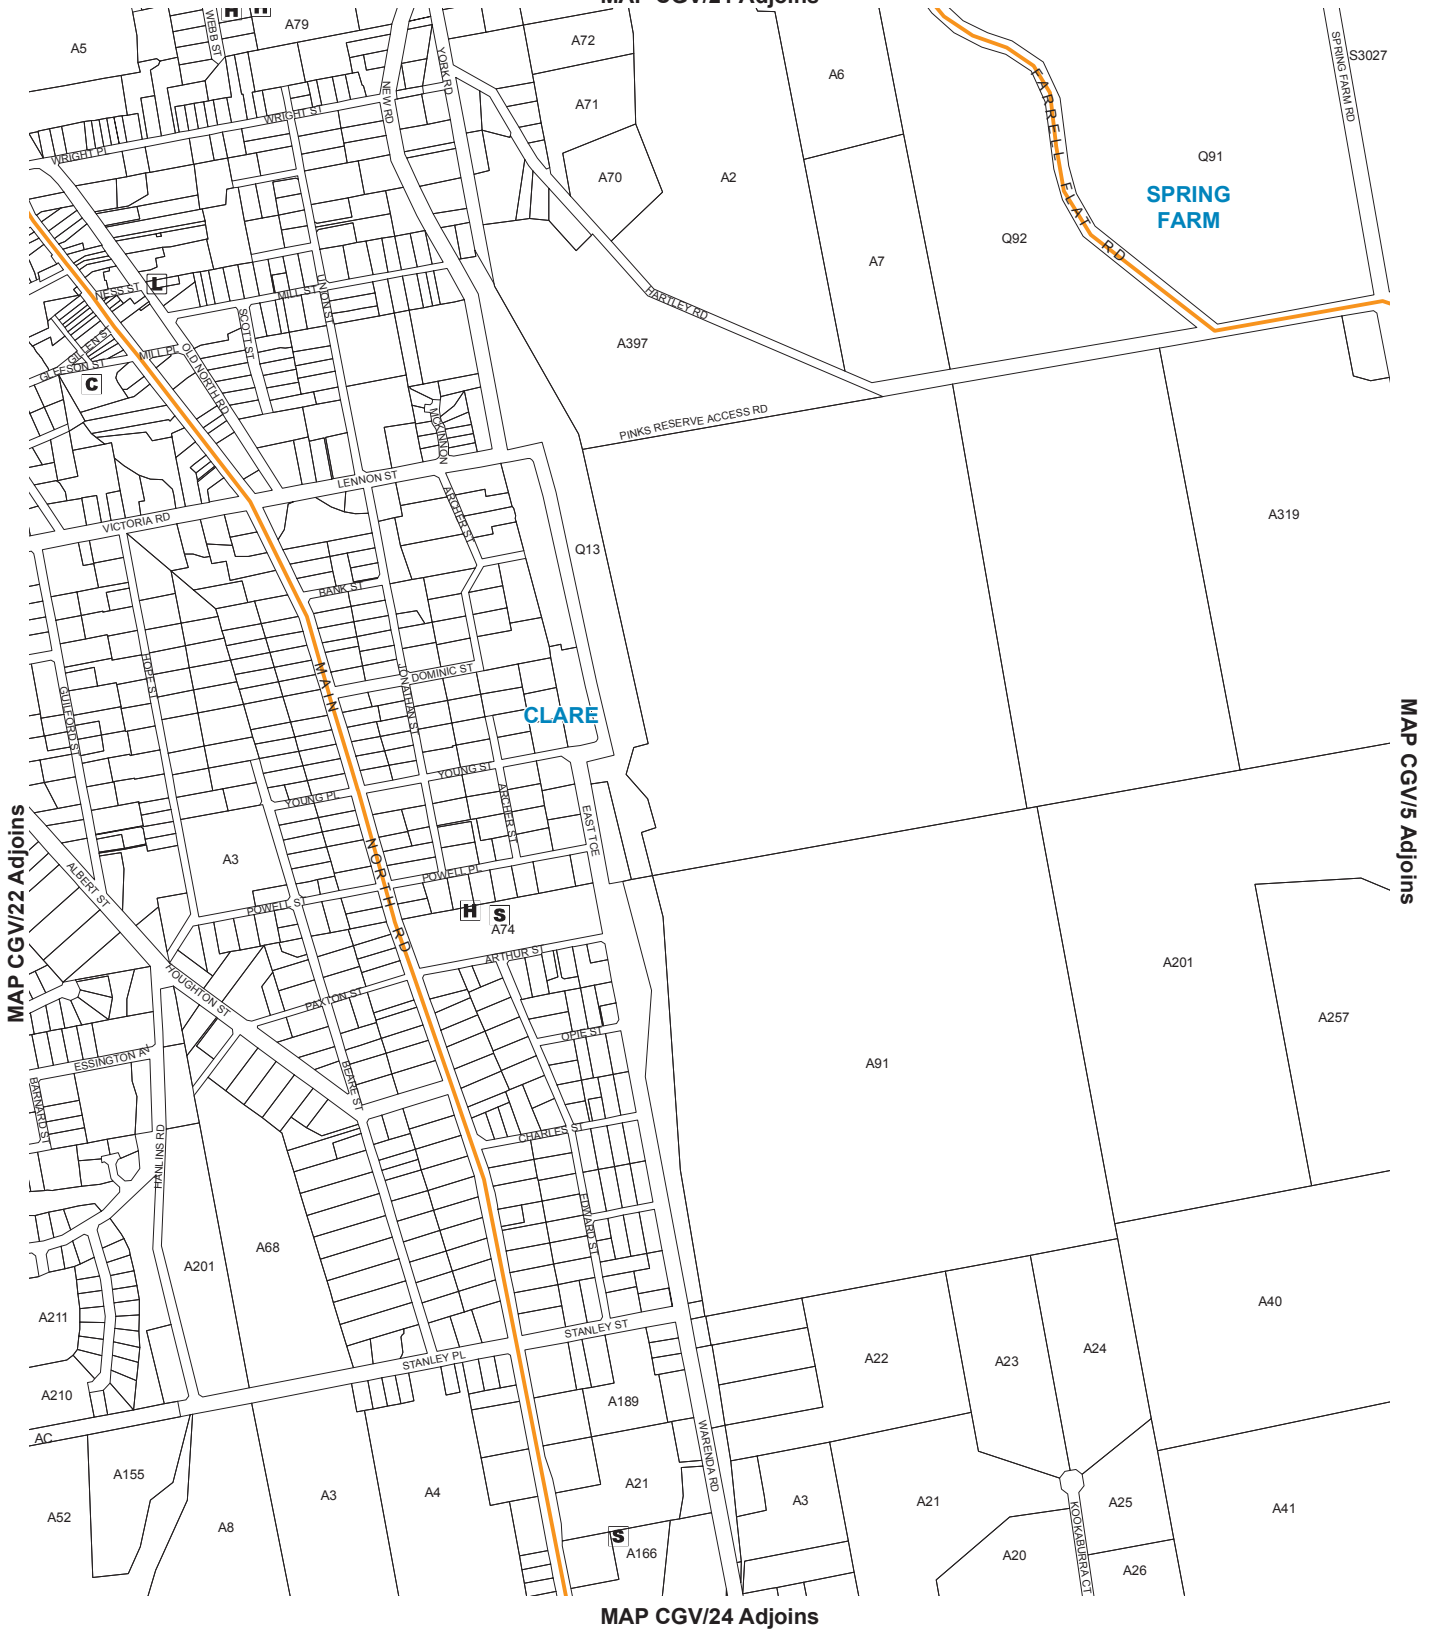 MAP CGV/21 Adjoins
H
H
WEBB ST
A79
A5
NEW RD
YORK RD
A72
A71
A6
FARRELL FLAT RD
SPRING FARM RD
S3027
WRIGHT ST
WRIGHT PL
A70
A2
Q91
SPRING
FARM
Q92
A7
L
NESS ST
MILL ST
UNION ST
SCOTT ST
HARTLEY RD
GILLEN ST
MILL PL
OLD NORTH RD
GLEESON ST
C
A397
MCKINNON
PINKS RESERVE ACCESS RD
LENNON ST
ARCHER ST
VICTORIA RD
A319
Q13
BANK ST
HOPE ST
GUILFORD ST
MAIN NORTH RD
JONATHAN ST
DOMINIC ST
CLARE
YOUNG ST
YOUNG PL
ARCHER ST
EAST TCE
MAP CGV/22 Adjoins
MAP CGV/5 Adjoins
A3
ALBERT ST
POWELL PL
POWELL ST
H
S
A74
ARTHUR ST
A201
HOUGHTON ST
PAXTON ST
OPIE ST
A257
ESSINGTON AV
BEARE ST
A91
BARNARD ST
HANLINS RD
CHARLES ST
EDWARD ST
A68
A201
A211
A40
STANLEY ST
STANLEY PL
A22
A23
A24
A210
A189
AC
WARENDA RD
A155
A3
A4
A21
A3
A21
A25
A41
A52
A8
S
A166
A20
KOOKABURRA CT
A26
MAP CGV/24 Adjoins